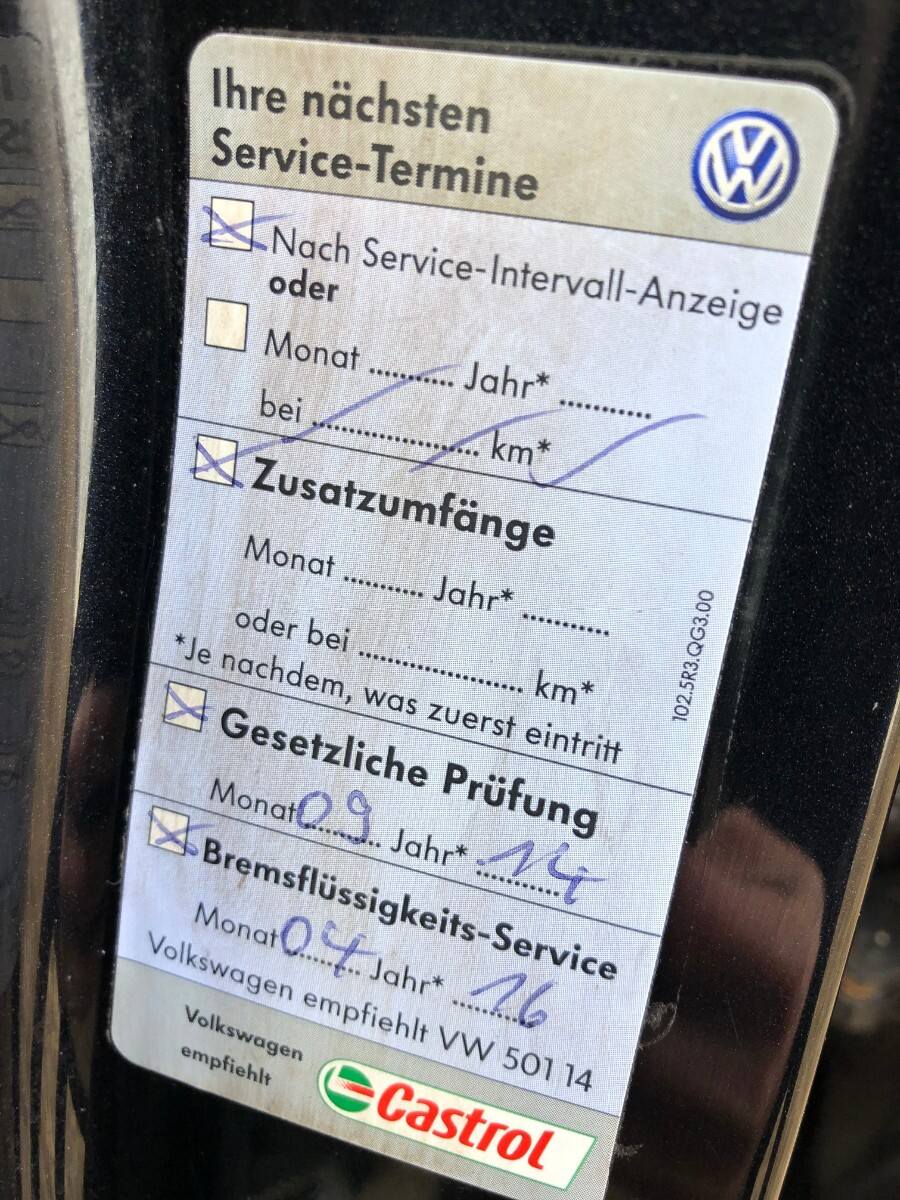 Ihre nächsten
Service-Termine
Nach Service-Intervall-Anzeige
oder
Monat ............ Jahr* .............
bei ........................ km*
Zusatzumfänge
Monat ............ Jahr* .............
oder bei ........................ km*
*Je nachdem, was zuerst eintritt
102.5R3.QG3.00
Gesetzliche Prüfung
Monat 09 Jahr* 14
Bremsflüssigkeits-Service
Monat 04 Jahr* 16
Volkswagen empfiehlt VW 501 14
Volkswagen
empfiehlt
Castrol